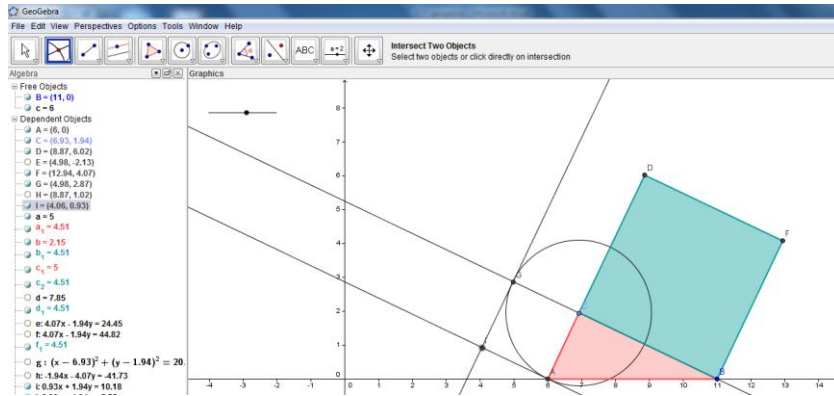 GeoGebra
File Edit View Perspectives Options Tools Window Help
ABC
a=2
Intersect Two Objects
Select two objects or click directly on intersection
Algebra
Graphics
Free Objects
B = (11, 0)
c = 6
Dependent Objects
A = (6, 0)
C = (6.93, 1.94)
D = (8.87, 6.02)
E = (4.98, -2.13)
F = (12.94, 4.07)
G = (4.98, 2.87)
H = (8.87, 1.02)
I = (4.06, 0.93)
a = 5
a₁ = 4.51
b = 2.15
b₁ = 4.51
c₁ = 5
c₂ = 4.51
d = 7.85
d₁ = 4.51
e: 4.07x - 1.94y = 24.45
f: 4.07x - 1.94y = 44.82
f₁ = 4.51
g : (x − 6.93)² + (y − 1.94)² = 20.
h: -1.94x - 4.07y = -41.73
i: 0.93x + 1.94y = 10.18
8
7
6
5
4
3
2
1
0
-4 -3 -2 -1 0 1 2 3 4 5 6 7 8 9 10 11 12 13 14
D
F
G
A
B